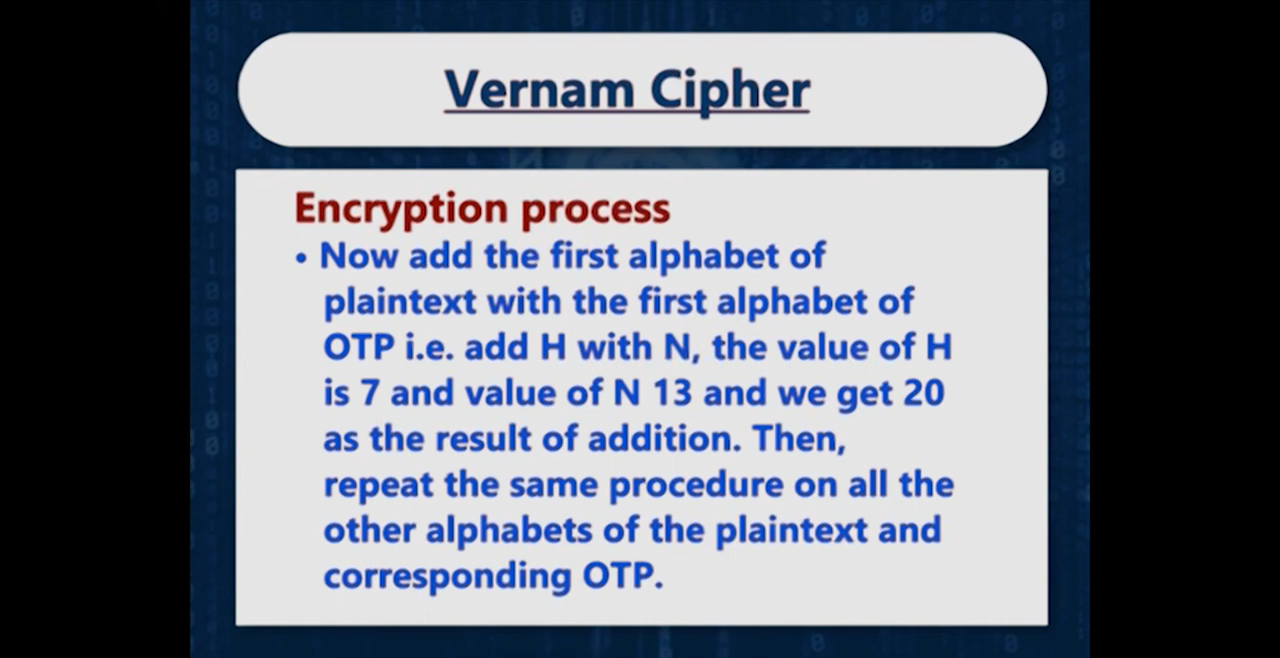 Vernam Cipher
Encryption process
• Now add the first alphabet of
plaintext with the first alphabet of
OTP i.e. add H with N, the value of H
is 7 and value of N 13 and we get 20
as the result of addition. Then,
repeat the same procedure on all the
other alphabets of the plaintext and
corresponding OTP.